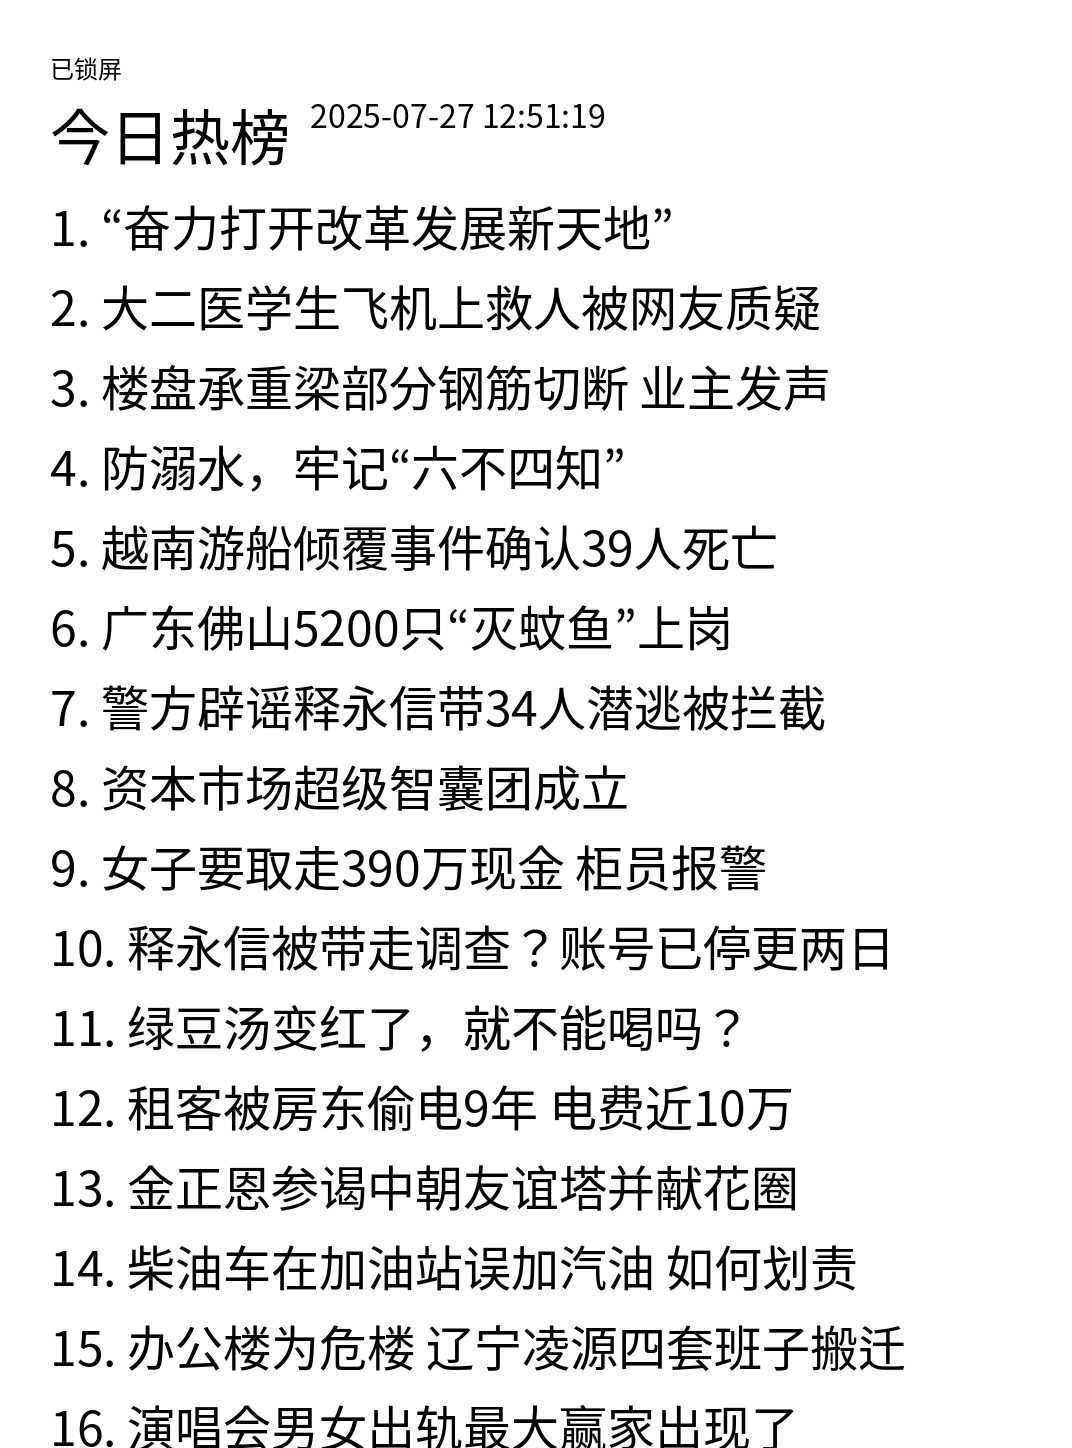 已锁屏
今日热榜 2025-07-27 12:51:19
1. “奋力打开改革发展新天地”
2. 大二医学生飞机上救人被网友质疑
3. 楼盘承重梁部分钢筋切断 业主发声
4. 防溺水，牢记“六不四知”
5. 越南游船倾覆事件确认39人死亡
6. 广东佛山5200只“灭蚊鱼”上岗
7. 警方辟谣释永信带34人潜逃被拦截
8. 资本市场超级智囊团成立
9. 女子要取走390万现金 柜员报警
10. 释永信被带走调查？账号已停更两日
11. 绿豆汤变红了，就不能喝吗？
12. 租客被房东偷电9年 电费近10万
13. 金正恩参谒中朝友谊塔并献花圈
14. 柴油车在加油站误加汽油 如何划责
15. 办公楼为危楼 辽宁凌源四套班子搬迁
16. 演唱会男女出轨最大赢家出现了